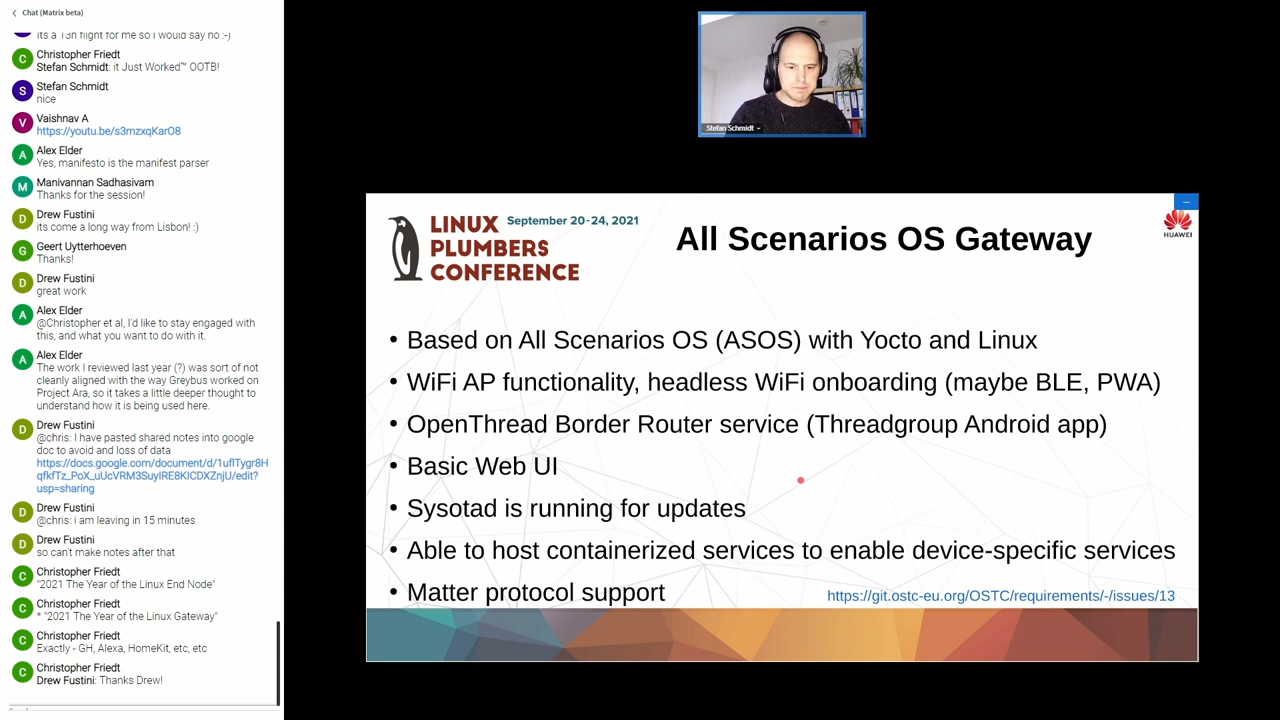 Chat (Matrix beta)
its a 13h flight for me so I would say no :-)
C
Christopher Friedt
Stefan Schmidt: it Just Worked™ OOTB!
S
Stefan Schmidt
nice
V
Vaishnav A
https://youtu.be/s3mzxqKarO8
A
Alex Elder
Yes, manifesto is the manifest parser
M
Manivannan Sadhasivam
Thanks for the session!
D
Drew Fustini
its come a long way from Lisbon! :)
G
Geert Uytterhoeven
Thanks!
D
Drew Fustini
great work
A
Alex Elder
@Christopher et al, I'd like to stay engaged with
this, and what you want to do with it.
A
Alex Elder
The work I reviewed last year (?) was sort of not
cleanly aligned with the way Greybus worked on
Project Ara, so it takes a little deeper thought to
understand how it is being used here.
D
Drew Fustini
@chris: I have pasted shared notes into google
doc to avoid and loss of data
https://docs.google.com/document/d/1uflTygr8H
qfkfTz_PoX_uUcVRM3SuyIRE8KICDXZnjU/edit?
usp=sharing
D
Drew Fustini
@chris: i am leaving in 15 minutes
D
Drew Fustini
so can't make notes after that
C
Christopher Friedt
"2021 The Year of the Linux End Node"
C
Christopher Friedt
* "2021 The Year of the Linux Gateway"
C
Christopher Friedt
Exactly - GH, Alexa, HomeKit, etc, etc
C
Christopher Friedt
Drew Fustini: Thanks Drew!
Stefan Schmidt
LINUX
PLUMBERS
CONFERENCE
September 20-24, 2021
All Scenarios OS Gateway
HUAWEI
• Based on All Scenarios OS (ASOS) with Yocto and Linux
• WiFi AP functionality, headless WiFi onboarding (maybe BLE, PWA)
• OpenThread Border Router service (Threadgroup Android app)
• Basic Web UI
• Sysotad is running for updates
• Able to host containerized services to enable device-specific services
• Matter protocol support
https://git.ostc-eu.org/OSTC/requirements/-/issues/13